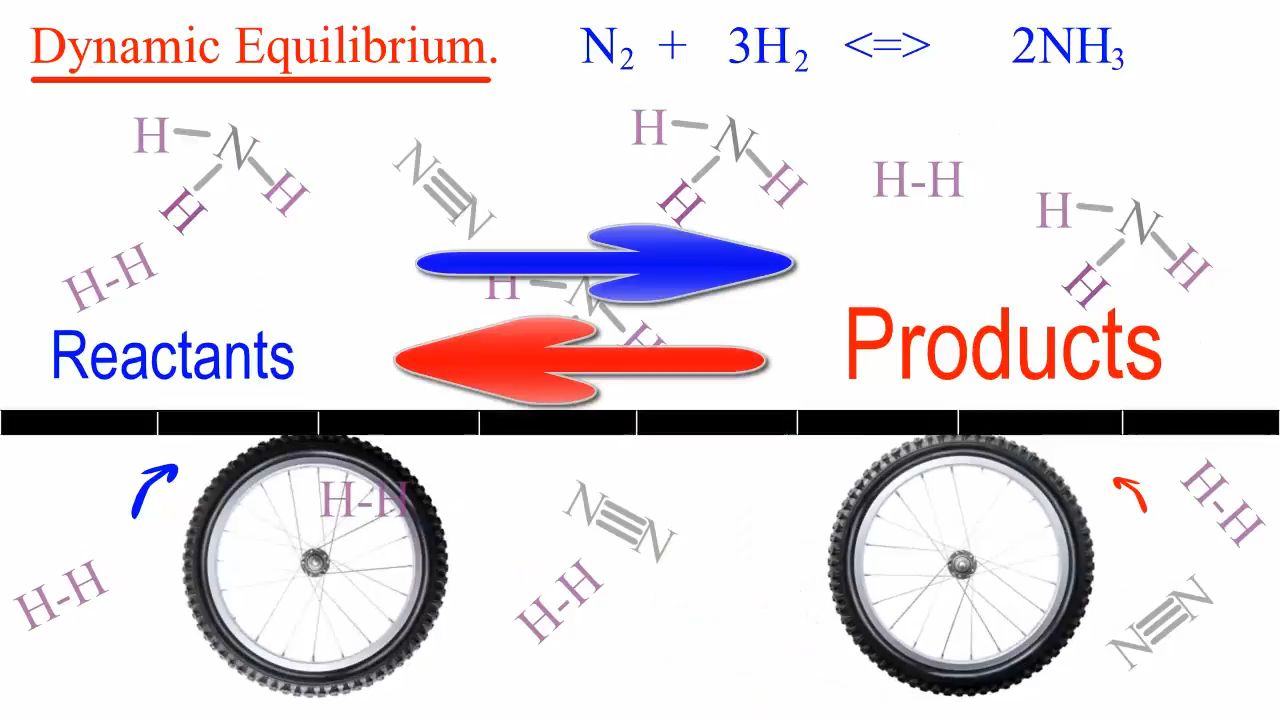 Dynamic Equilibrium. N₂ + 3H₂ <=> 2NH₃
H N H H
N≡N
H N H H
H-H
H N H H
H-H
H N H
Reactants
Products
H-H
N≡N
H-H
H-H
H-H
N≡N